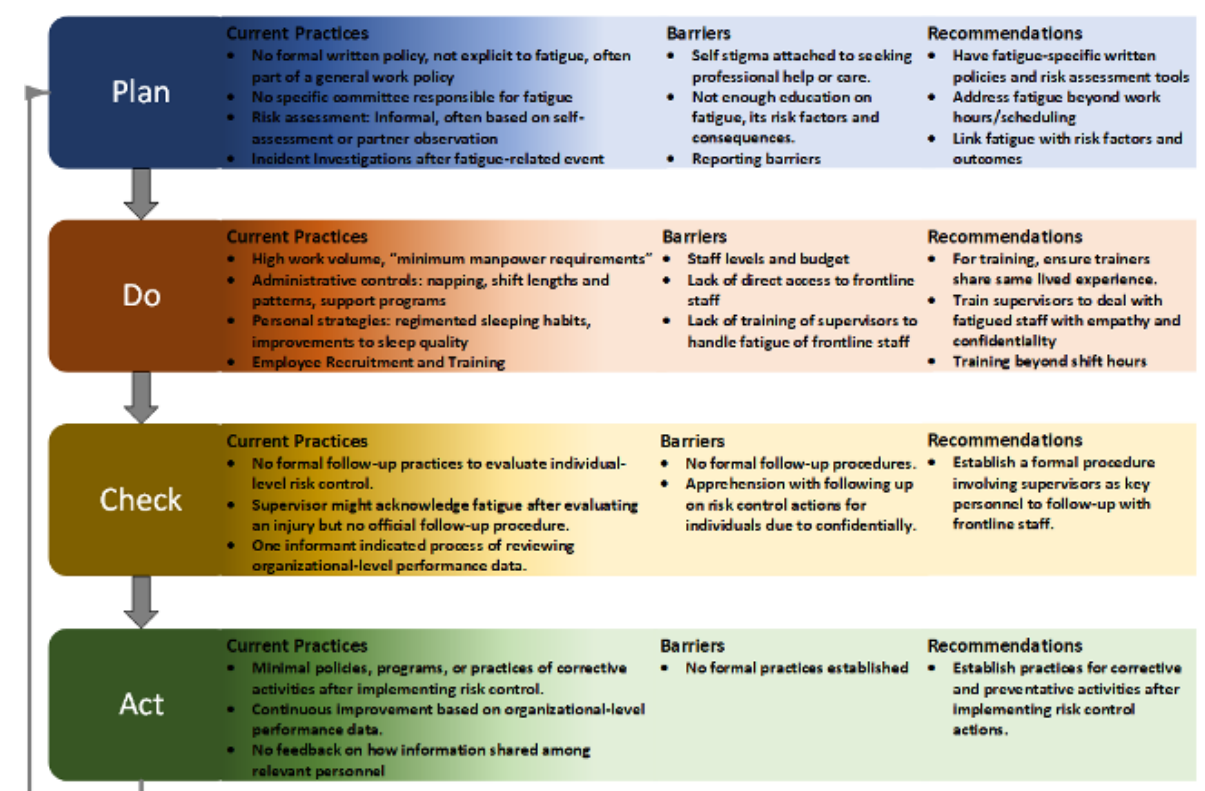 Plan
Current Practices
• No formal written policy, not explicit to fatigue, often
part of a general work policy
• No specific committee responsible for fatigue
• Risk assessment: Informal, often based on self-
assessment or partner observation
• Incident Investigations after fatigue-related event
Barriers
• Self stigma attached to seeking
professional help or care.
• Not enough education on
fatigue, its risk factors and
consequences.
• Reporting barriers
Recommendations
• Have fatigue-specific written
policies and risk assessment tools
• Address fatigue beyond work
hours/scheduling
• Link fatigue with risk factors and
outcomes
Do
Current Practices
• High work volume, "minimum manpower requirements"
• Administrative controls: napping, shift lengths and
patterns, support programs
• Personal strategies: regimented sleeping habits,
improvements to sleep quality
• Employee Recruitment and Training
Barriers
• Staff levels and budget
• Lack of direct access to frontline
staff
• Lack of training of supervisors to
handle fatigue of frontline staff
Recommendations
• For training, ensure trainers
share same lived experience.
• Train supervisors to deal with
fatigued staff with empathy and
confidentiality
• Training beyond shift hours
Check
Current Practices
• No formal follow-up practices to evaluate individual-
level risk control.
• Supervisor might acknowledge fatigue after evaluating
an injury but no official follow-up procedure.
• One informant indicated process of reviewing
organizational-level performance data.
Barriers
• No formal follow-up procedures.
• Apprehension with following up
on risk control actions for
individuals due to confidentially.
Recommendations
• Establish a formal procedure
involving supervisors as key
personnel to follow-up with
frontline staff.
Act
Current Practices
• Minimal policies, programs, or practices of corrective
activities after implementing risk control.
• Continuous improvement based on organizational-level
performance data.
• No feedback on how information shared among
relevant personnel
Barriers
• No formal practices established
Recommendations
• Establish practices for corrective
and preventative activities after
implementing risk control
actions.